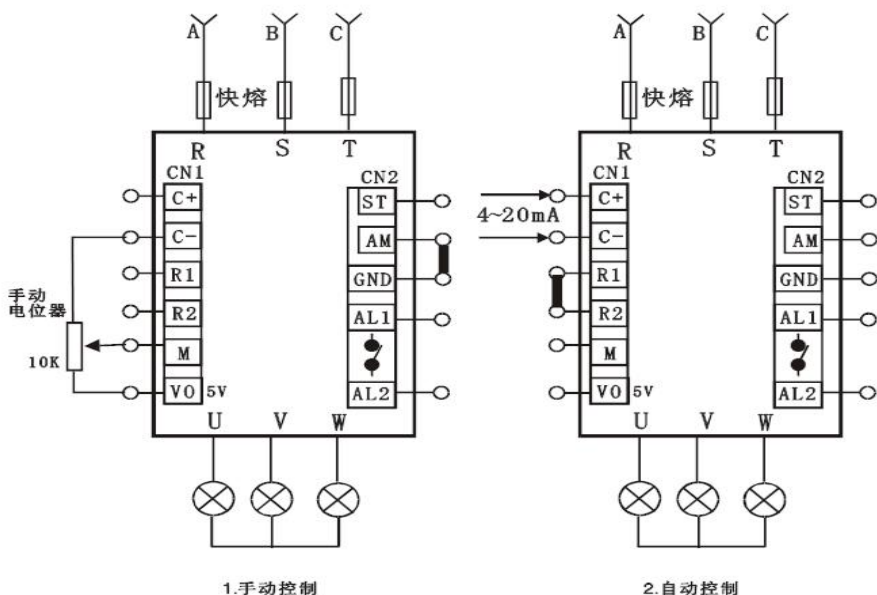 A B C
快熔
R S T
CN1
CN2
C+
ST
C-
AM
R1
GND
R2
AL1
手动
电位器
10K
M
V0 5V
AL2
U V W
1.手动控制
A B C
快熔
R S T
CN1
CN2
C+
ST
4~20mA
C-
AM
R1
GND
R2
AL1
M
V0 5V
AL2
U V W
2.自动控制